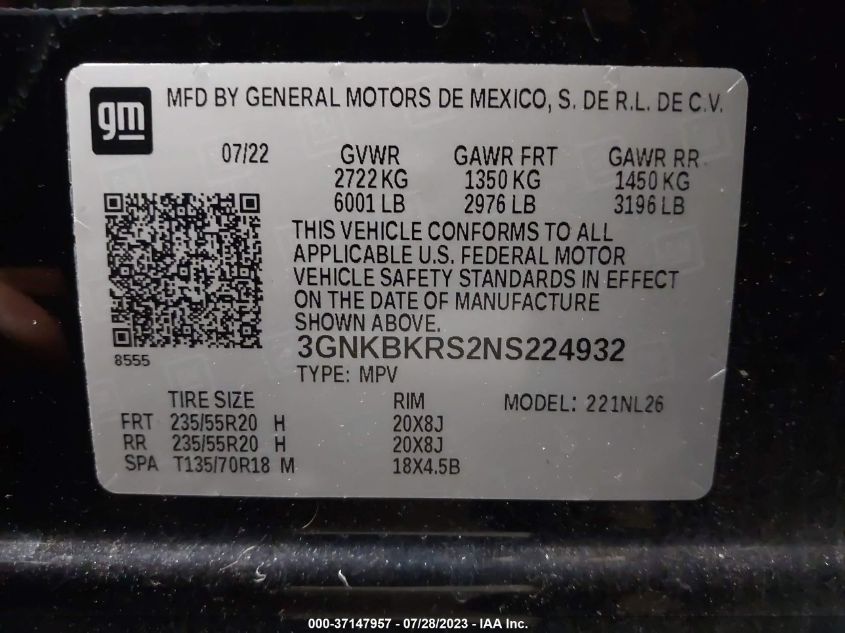 gm
MFD BY GENERAL MOTORS DE MEXICO, S. DE R.L. DE C.V.
07/22 GVWR GAWR FRT GAWR RR
2722 KG 1350 KG 1450 KG
6001 LB 2976 LB 3196 LB
THIS VEHICLE CONFORMS TO ALL
APPLICABLE U.S. FEDERAL MOTOR
VEHICLE SAFETY STANDARDS IN EFFECT
ON THE DATE OF MANUFACTURE
SHOWN ABOVE.
8555
3GNKBKRS2NS224932
TYPE: MPV
TIRE SIZE RIM MODEL: 221NL26
FRT 235/55R20 H 20X8J
RR 235/55R20 H 20X8J
SPA T135/70R18 M 18X4.5B
000-37147957 - 07/28/2023 - IAA Inc.